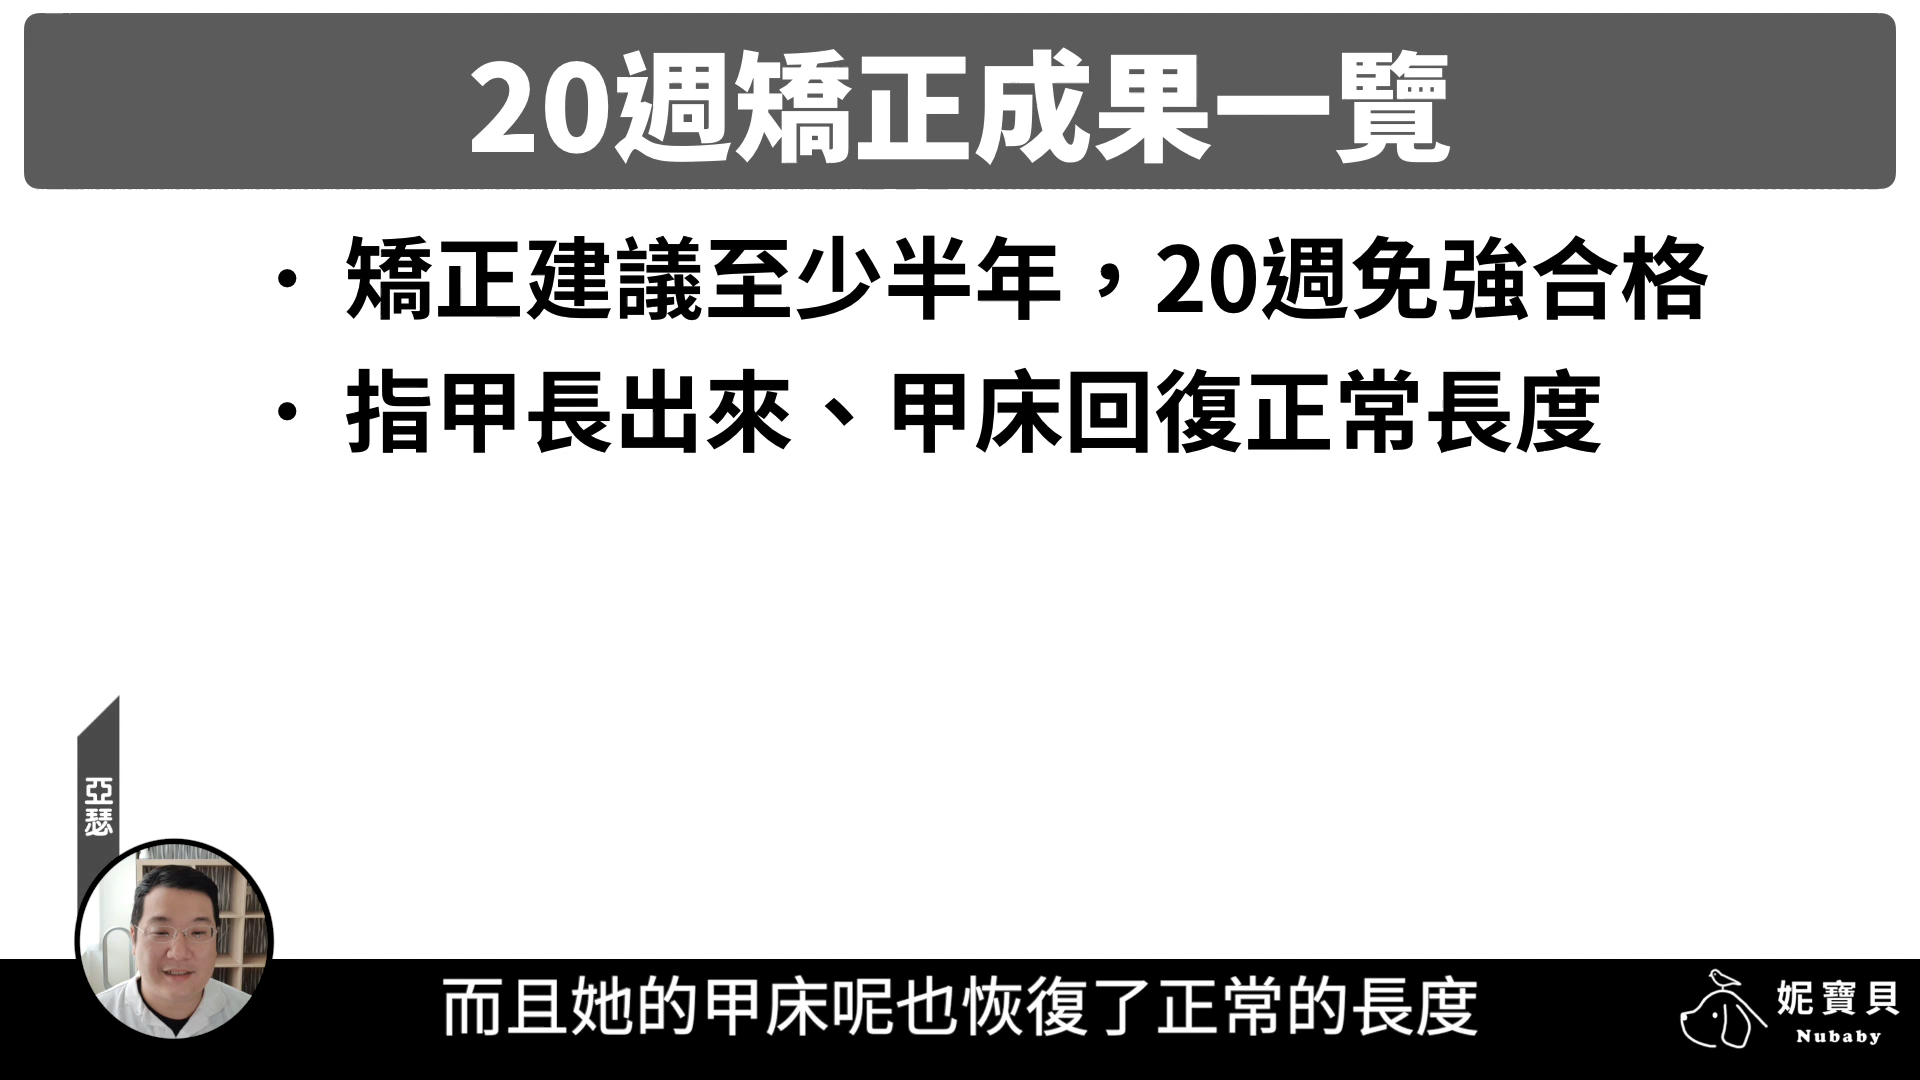 20週矯正成果一覽
• 矯正建議至少半年，20週免強合格
• 指甲長出來、甲床回復正常長度
亞瑟
而且她的甲床呢也恢復了正常的長度
妮寶貝
Nubaby